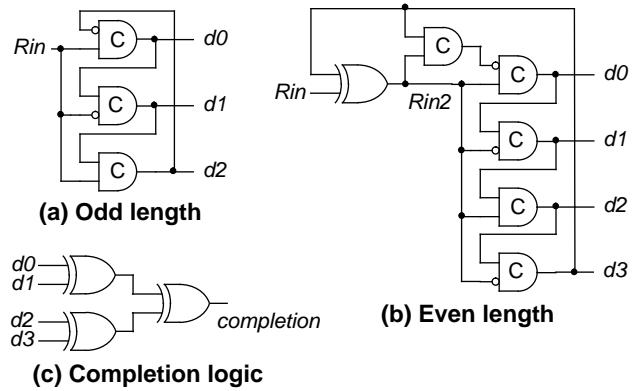 C
d0
Rin
C
d1
C
d2
(a) Odd length
C
C
d0
Rin
Rin2
C
d1
C
d2
C
d3
(b) Even length
d0
d1
d2
d3
completion
(c) Completion logic